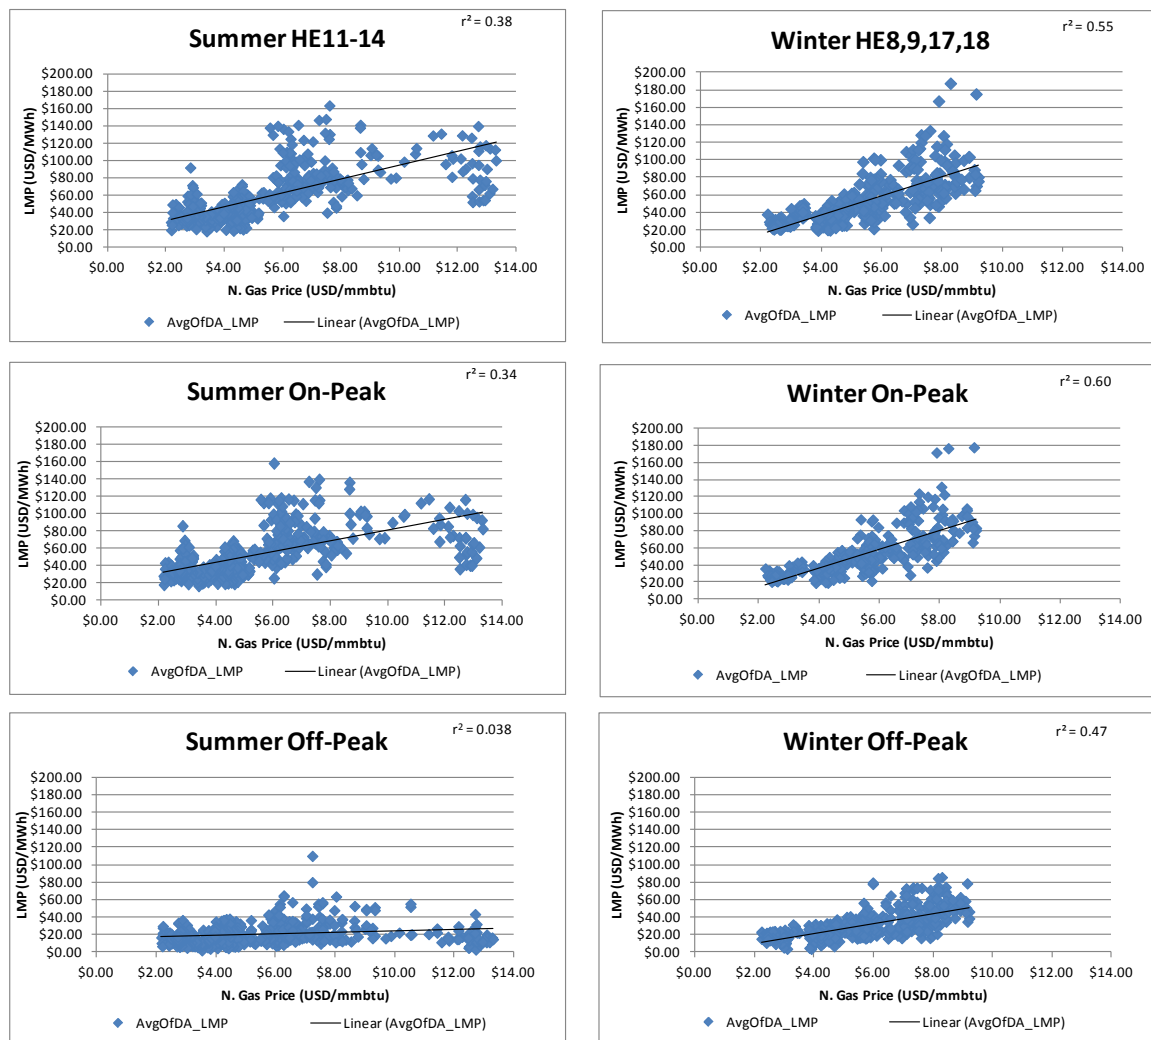 r² = 0.38
Summer HE11-14
$200.00
$180.00
$160.00
$140.00
$120.00
$100.00
$80.00
$60.00
$40.00
$20.00
$0.00
LMP (USD/MWh)
$0.00 $2.00 $4.00 $6.00 $8.00 $10.00 $12.00 $14.00
N. Gas Price (USD/mmbtu)
AvgOfDA_LMP Linear (AvgOfDA_LMP)
r² = 0.55
Winter HE8,9,17,18
$200.00
$180.00
$160.00
$140.00
$120.00
$100.00
$80.00
$60.00
$40.00
$20.00
$0.00
LMP (USD/MWh)
$0.00 $2.00 $4.00 $6.00 $8.00 $10.00 $12.00 $14.00
N. Gas Price (USD/mmbtu)
AvgOfDA_LMP Linear (AvgOfDA_LMP)
r² = 0.34
Summer On-Peak
$200.00
$180.00
$160.00
$140.00
$120.00
$100.00
$80.00
$60.00
$40.00
$20.00
$0.00
LMP (USD/MWh)
$0.00 $2.00 $4.00 $6.00 $8.00 $10.00 $12.00 $14.00
N. Gas Price (USD/mmbtu)
AvgOfDA_LMP Linear (AvgOfDA_LMP)
r² = 0.60
Winter On-Peak
$200.00
$180.00
$160.00
$140.00
$120.00
$100.00
$80.00
$60.00
$40.00
$20.00
$0.00
LMP (USD/MWh)
$0.00 $2.00 $4.00 $6.00 $8.00 $10.00 $12.00 $14.00
N. Gas Price (USD/mmbtu)
AvgOfDA_LMP Linear (AvgOfDA_LMP)
r² = 0.038
Summer Off-Peak
$200.00
$180.00
$160.00
$140.00
$120.00
$100.00
$80.00
$60.00
$40.00
$20.00
$0.00
LMP (USD/MWh)
$0.00 $2.00 $4.00 $6.00 $8.00 $10.00 $12.00 $14.00
N. Gas Price (USD/mmbtu)
AvgOfDA_LMP Linear (AvgOfDA_LMP)
r² = 0.47
Winter Off-Peak
$200.00
$180.00
$160.00
$140.00
$120.00
$100.00
$80.00
$60.00
$40.00
$20.00
$0.00
LMP (USD/MWh)
$0.00 $2.00 $4.00 $6.00 $8.00 $10.00 $12.00 $14.00
N. Gas Price (USD/mmbtu)
AvgOfDA_LMP Linear (AvgOfDA_LMP)